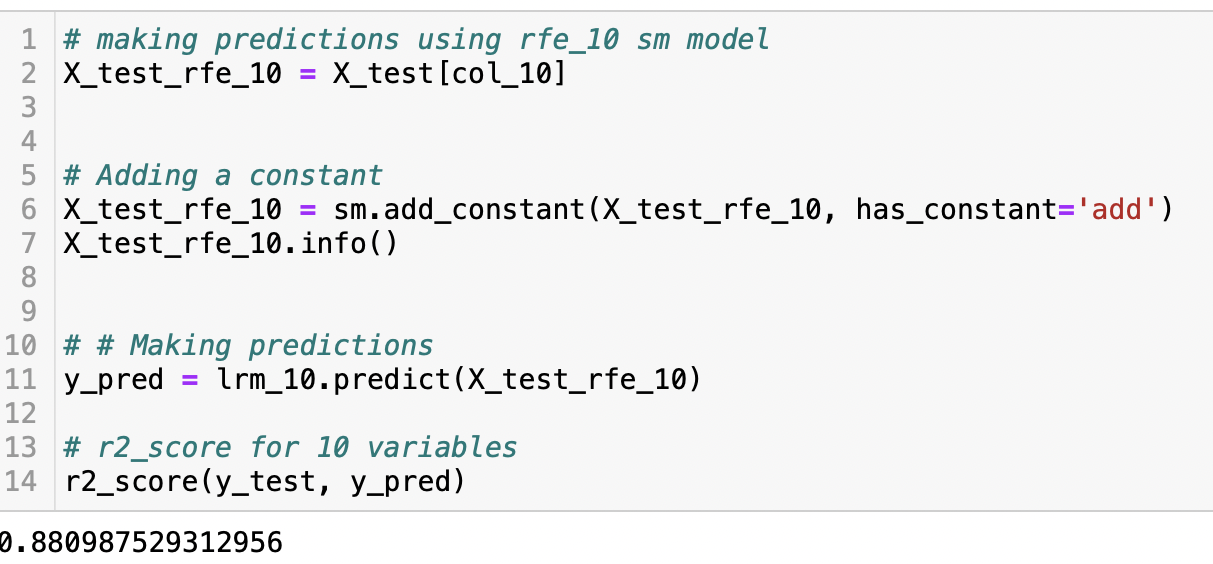 1 # making predictions using rfe_10 sm model
2 X_test_rfe_10 = X_test[col_10]
3
4
5 # Adding a constant
6 X_test_rfe_10 = sm.add_constant(X_test_rfe_10, has_constant='add')
7 X_test_rfe_10.info()
8
9
10 # # Making predictions
11 y_pred = lrm_10.predict(X_test_rfe_10)
12
13 # r2_score for 10 variables
14 r2_score(y_test, y_pred)
0.880987529312956